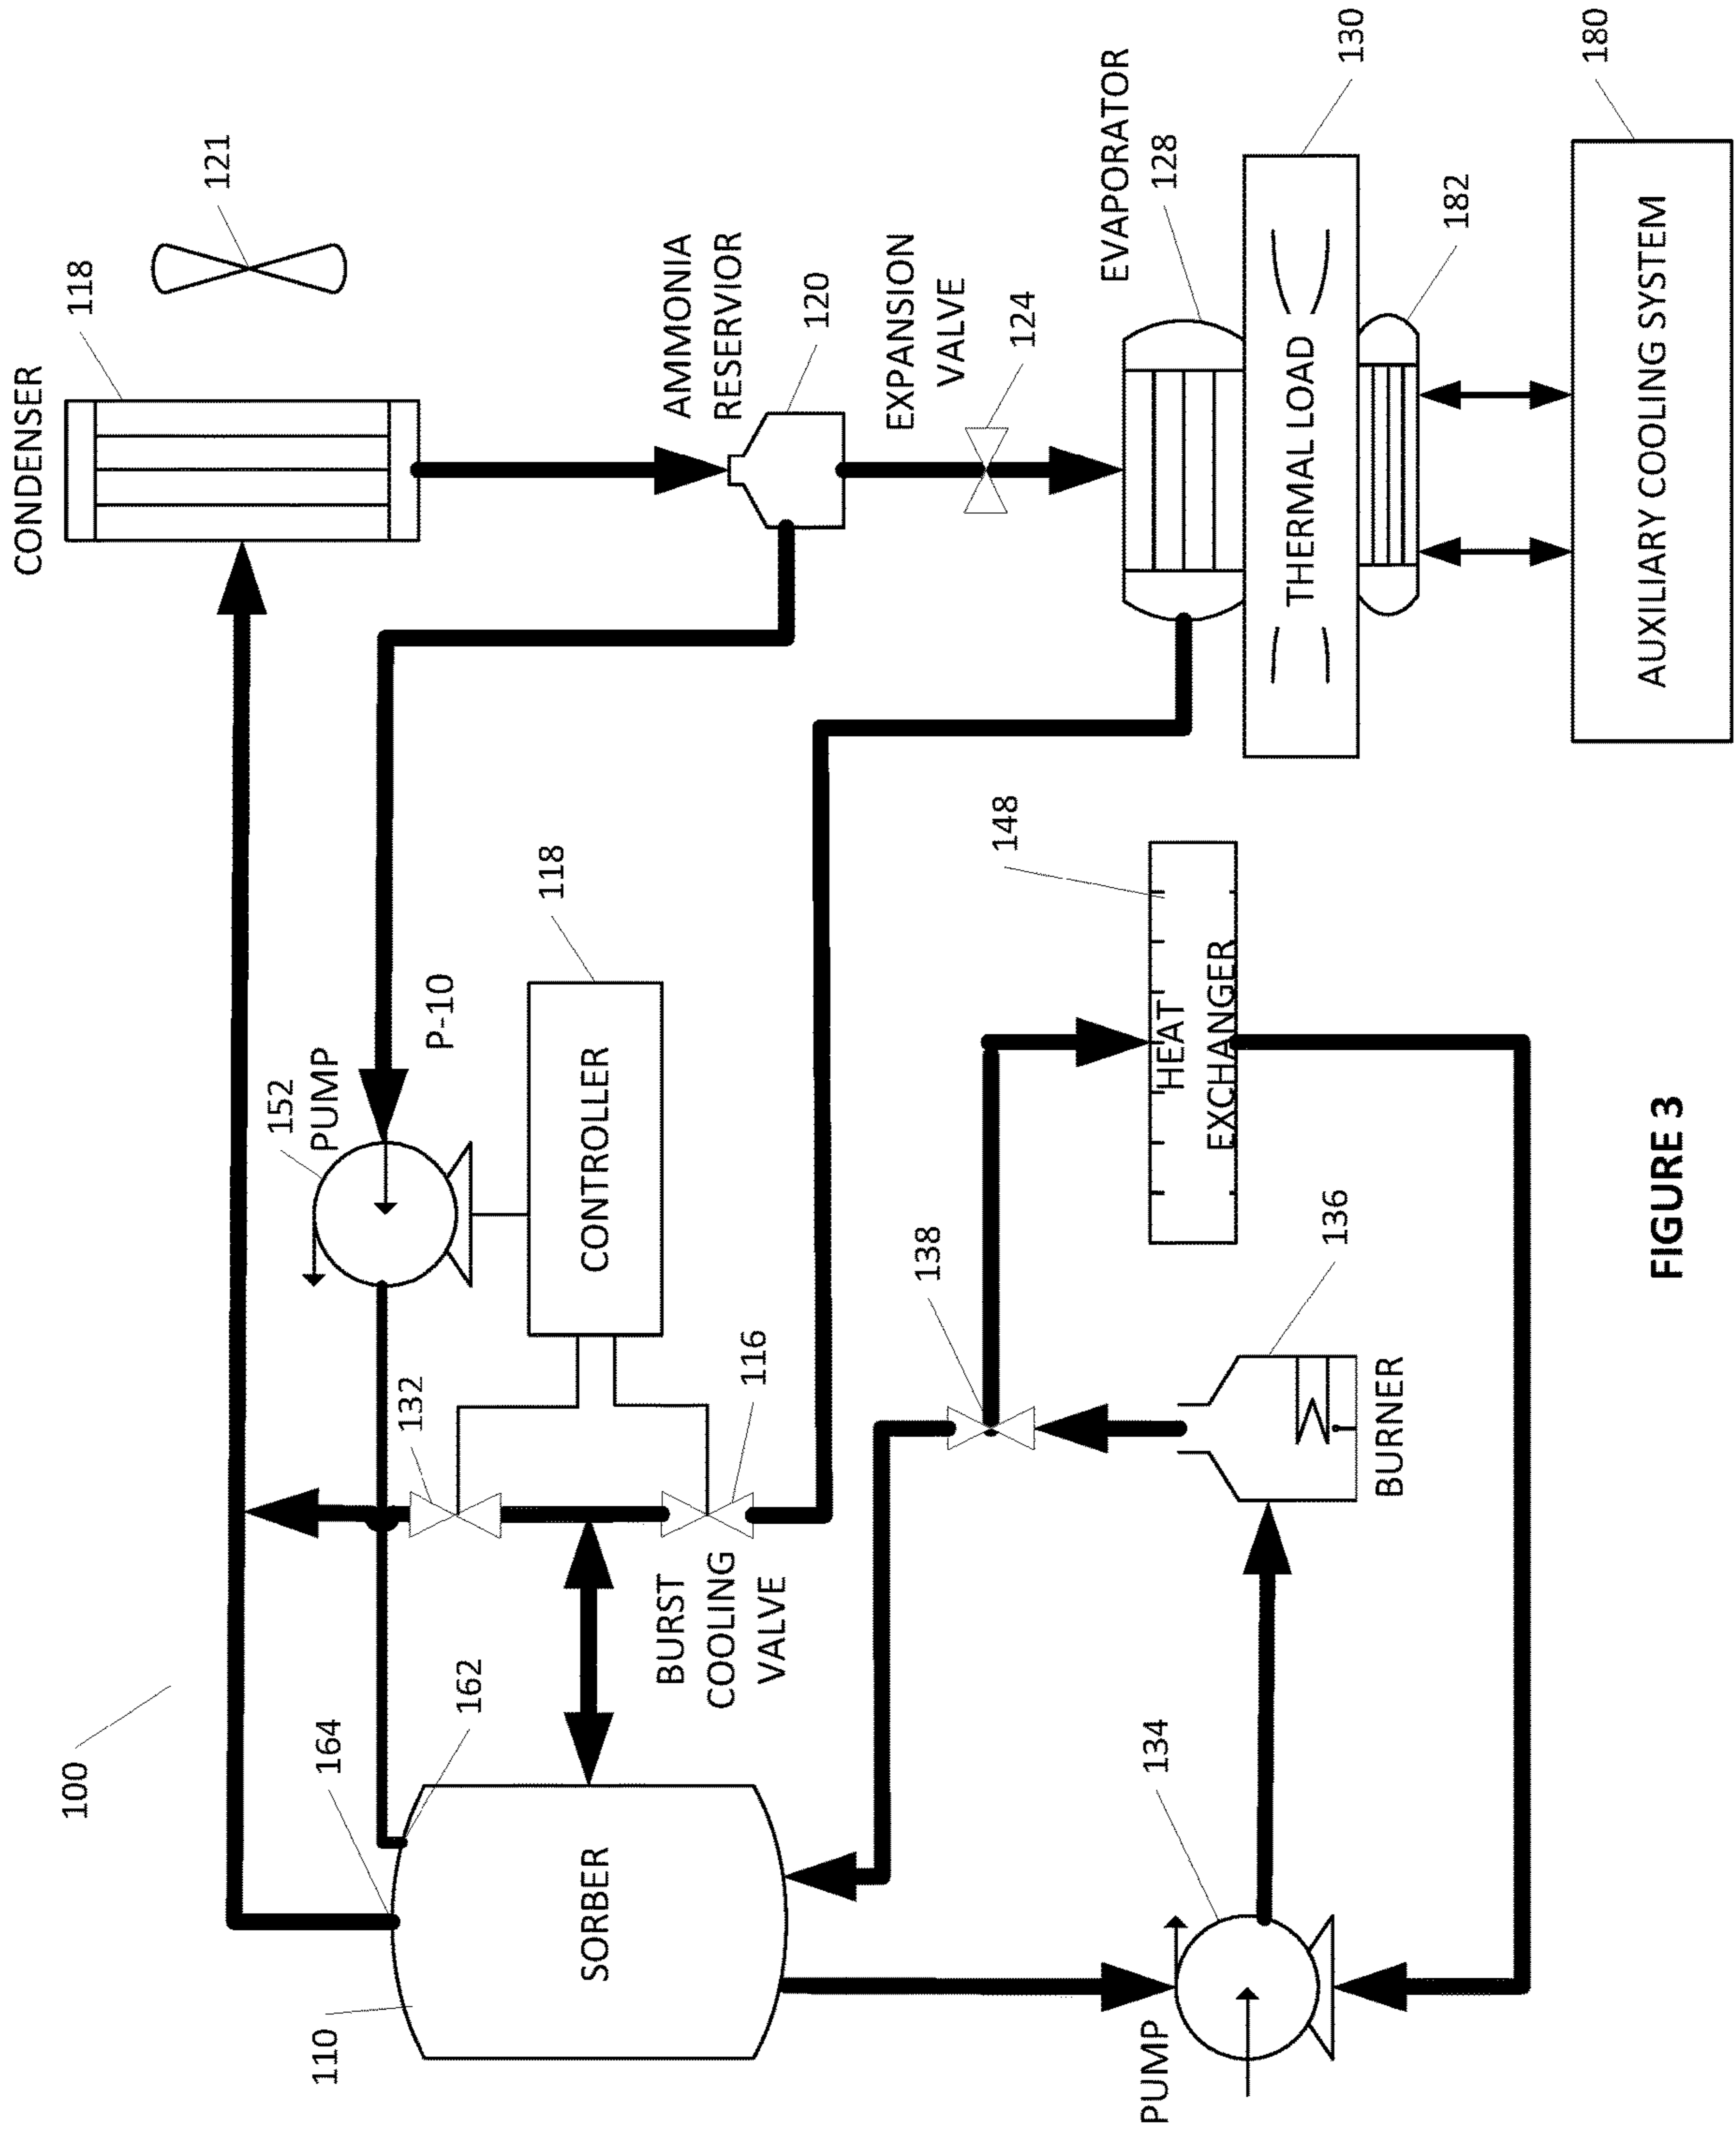 100
CONDENSER
118
121
164
162
152
PUMP
P-10
132
CONTROLLER
118
AMMONIA
RESERVIOR
120
110
SORBER
BURST
COOLING
VALVE
116
EXPANSION
VALVE
124
138
148
HEAT
EXCHANGER
EVAPORATOR
128
THERMAL LOAD
130
182
PUMP
134
BURNER
136
AUXILIARY COOLING SYSTEM
180
FIGURE 3